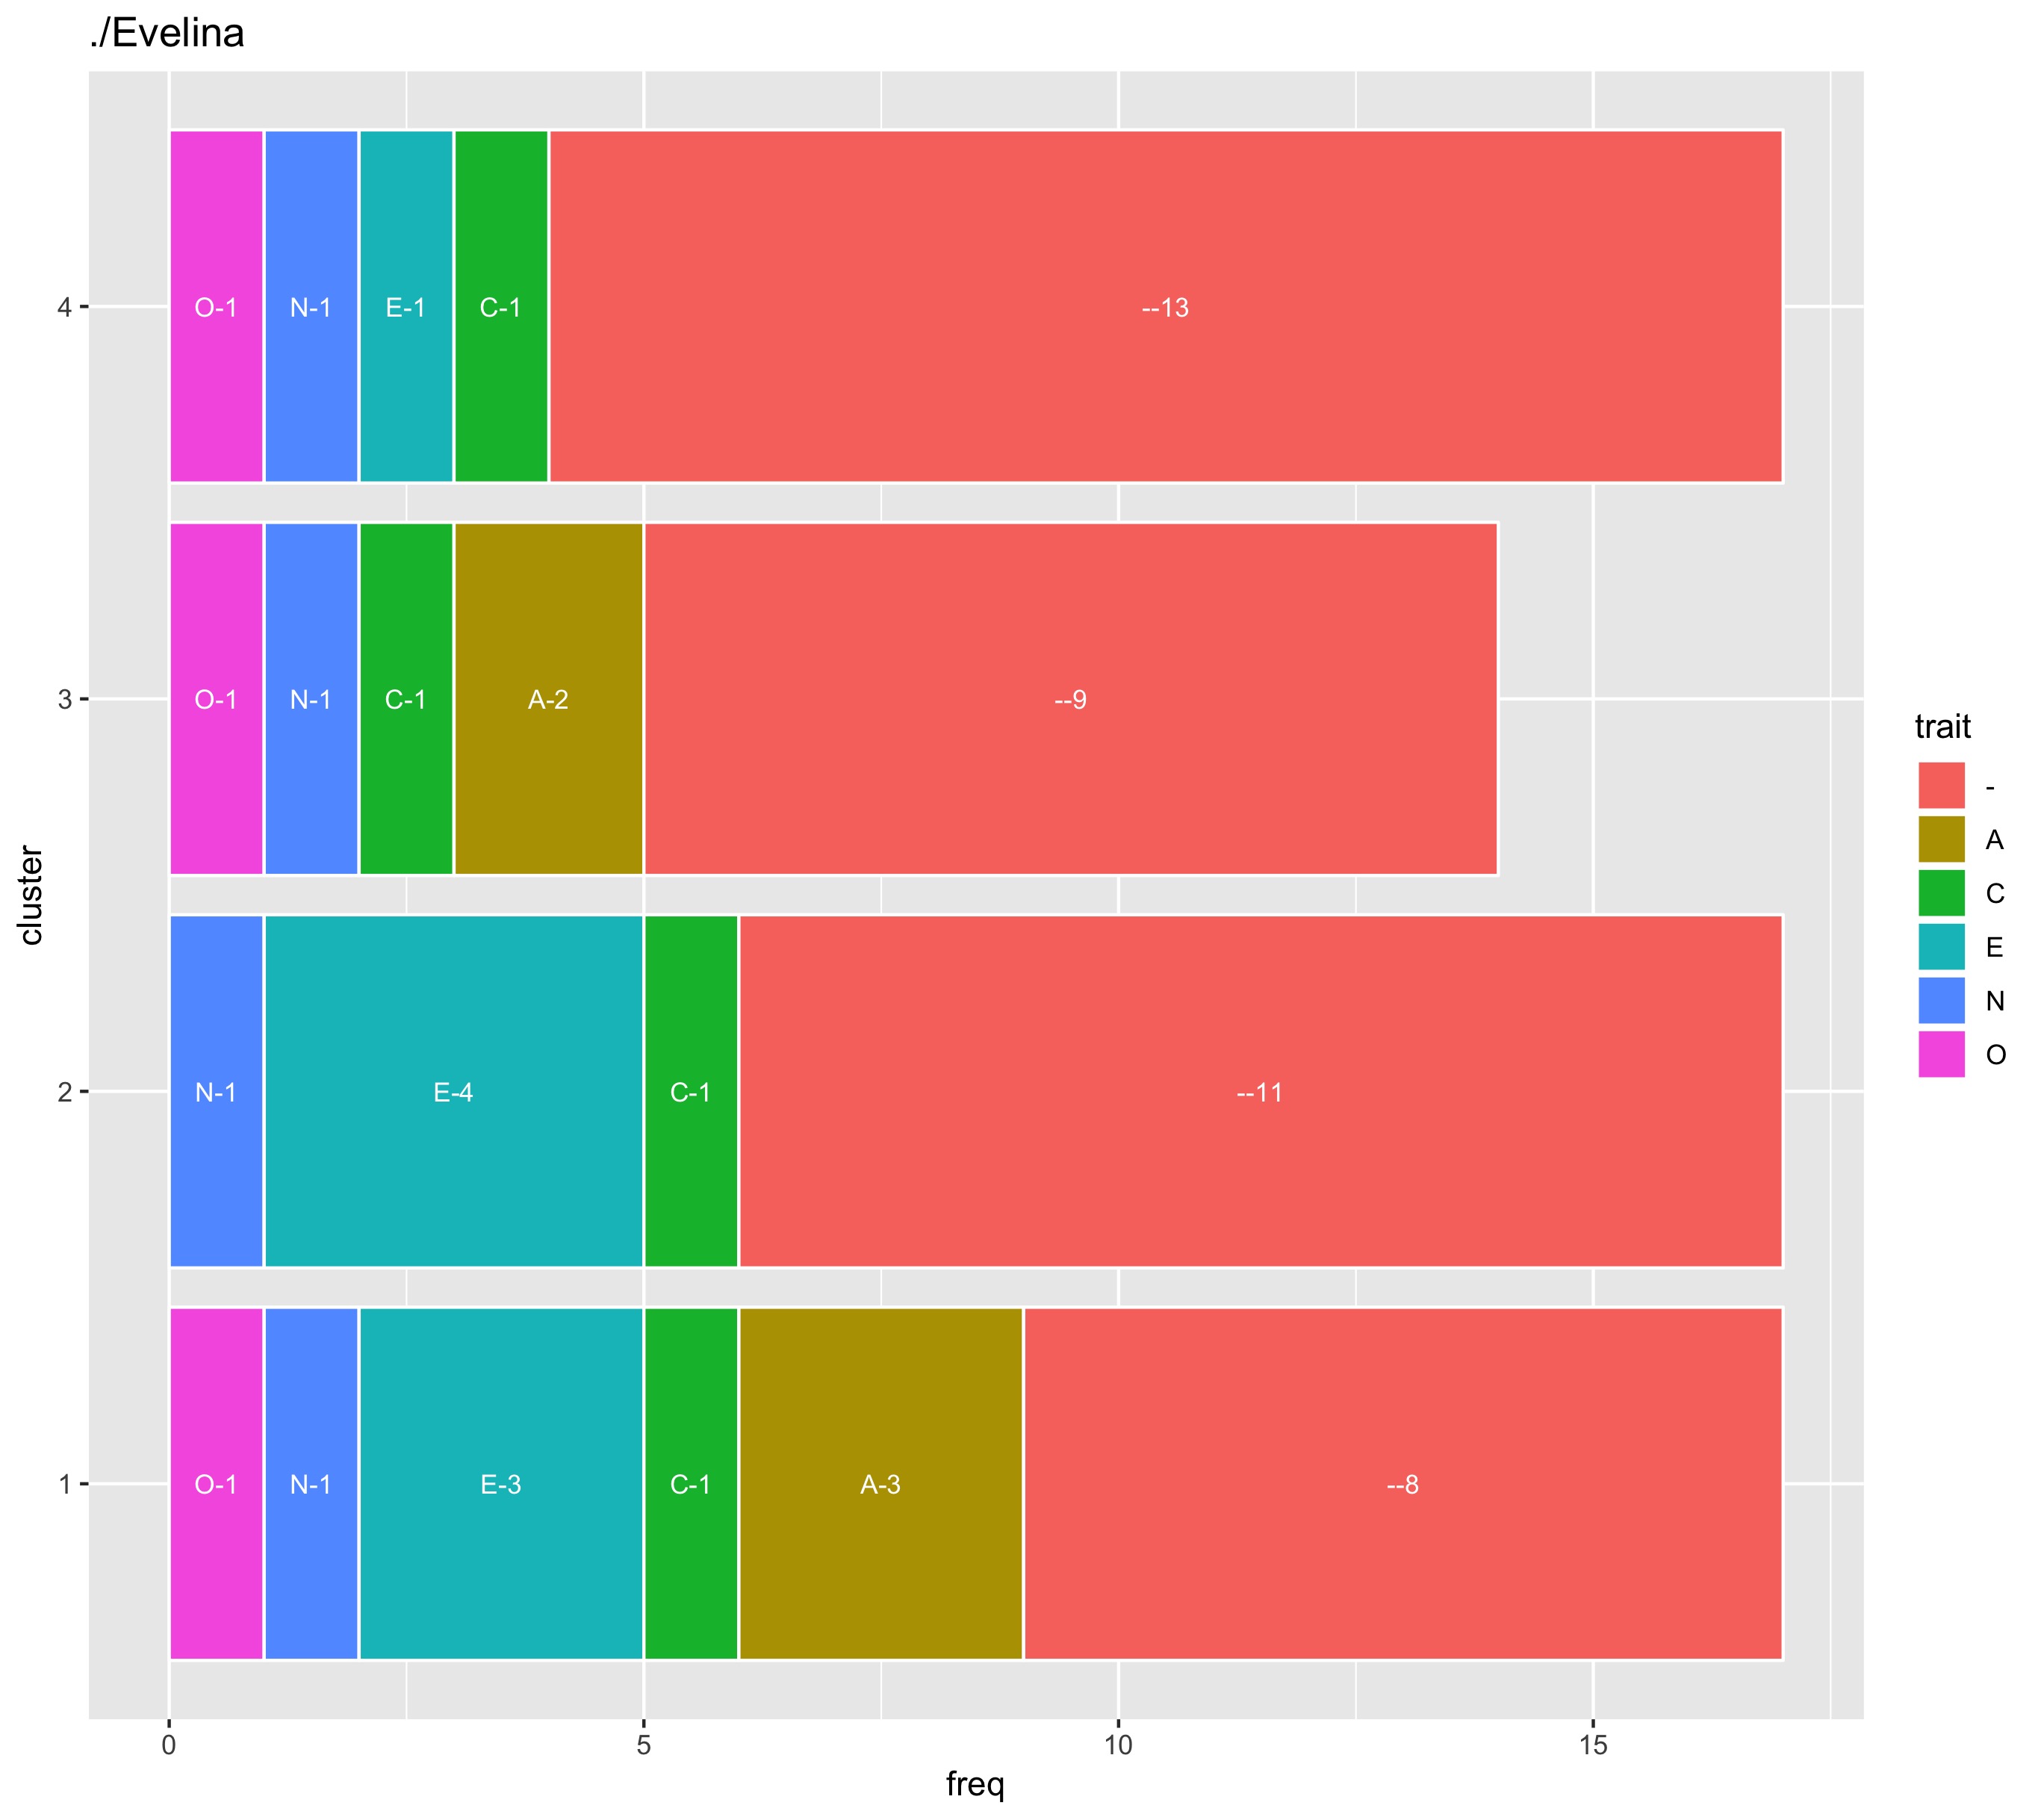 ./Evelina
4
O-1 N-1 E-1 C-1 --13
3
O-1 N-1 C-1 A-2 --9
2
N-1 E-4 C-1 --11
1
O-1 N-1 E-3 C-1 A-3 --8
0 5 10 15
freq
cluster
trait
-
A
C
E
N
O